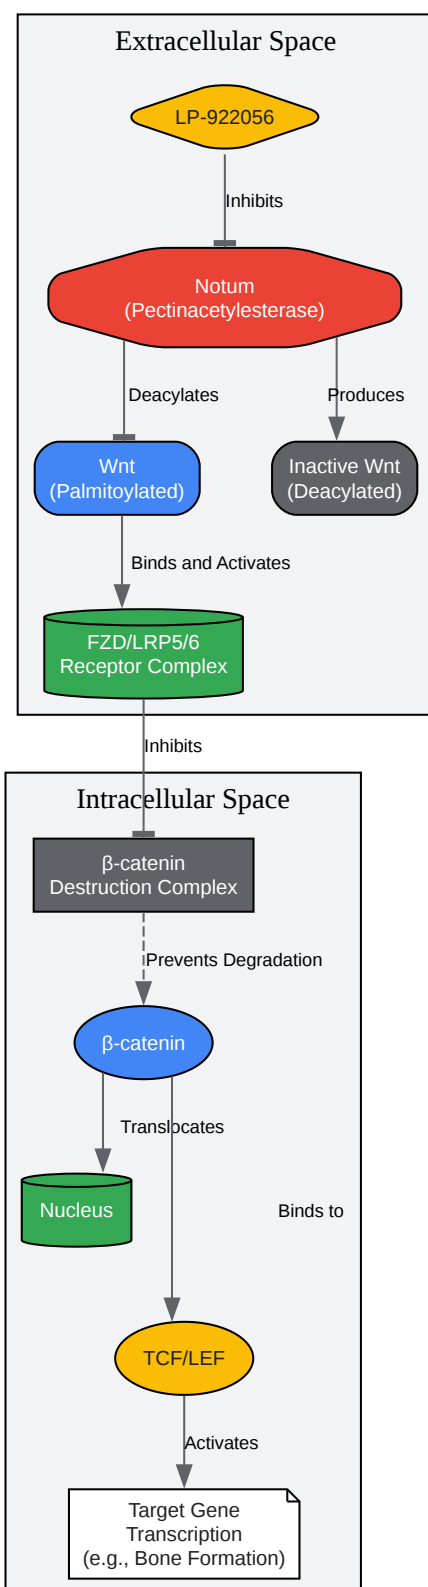 Extracellular Space
LP-922056
Inhibits
Notum
(Pectinacetylesterase)
Deacylates
Produces
Wnt
(Palmitoylated)
Inactive Wnt
(Deacylated)
Binds and Activates
FZD/LRP5/6
Receptor Complex
Inhibits
Intracellular Space
β-catenin
Destruction Complex
Prevents Degradation
β-catenin
Translocates
Nucleus
Binds to
TCF/LEF
Activates
Target Gene
Transcription
(e.g., Bone Formation)